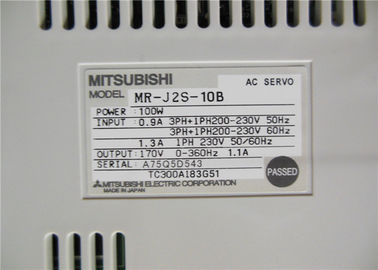 MITSUBISHI
AC SERVO
MODEL MR-J2S-10B
POWER :100W
INPUT :0.9A 3PH+1PH200-230V 50Hz
3PH+1PH200-230V 60Hz
1.3A 1PH 230V 50/60Hz
OUTPUT:170V 0-360Hz 1.1A
SERIAL:A75Q5D543
TC300A183G51
PASSED
MITSUBISHI ELECTRIC CORPORATION
MADE IN JAPAN